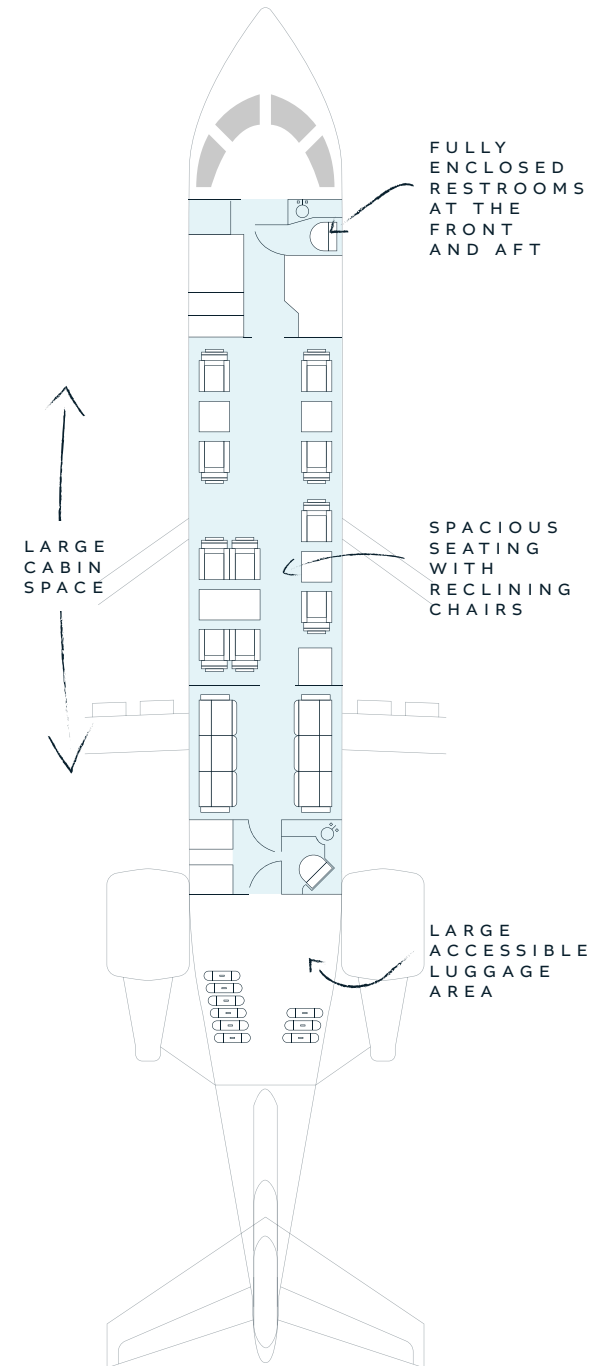 FULLY
ENCLOSED
RESTROOMS
AT THE
FRONT
AND AFT
LARGE
CABIN
SPACE
SPACIOUS
SEATING
WITH
RECLINING
CHAIRS
LARGE
ACCESSIBLE
LUGGAGE
AREA